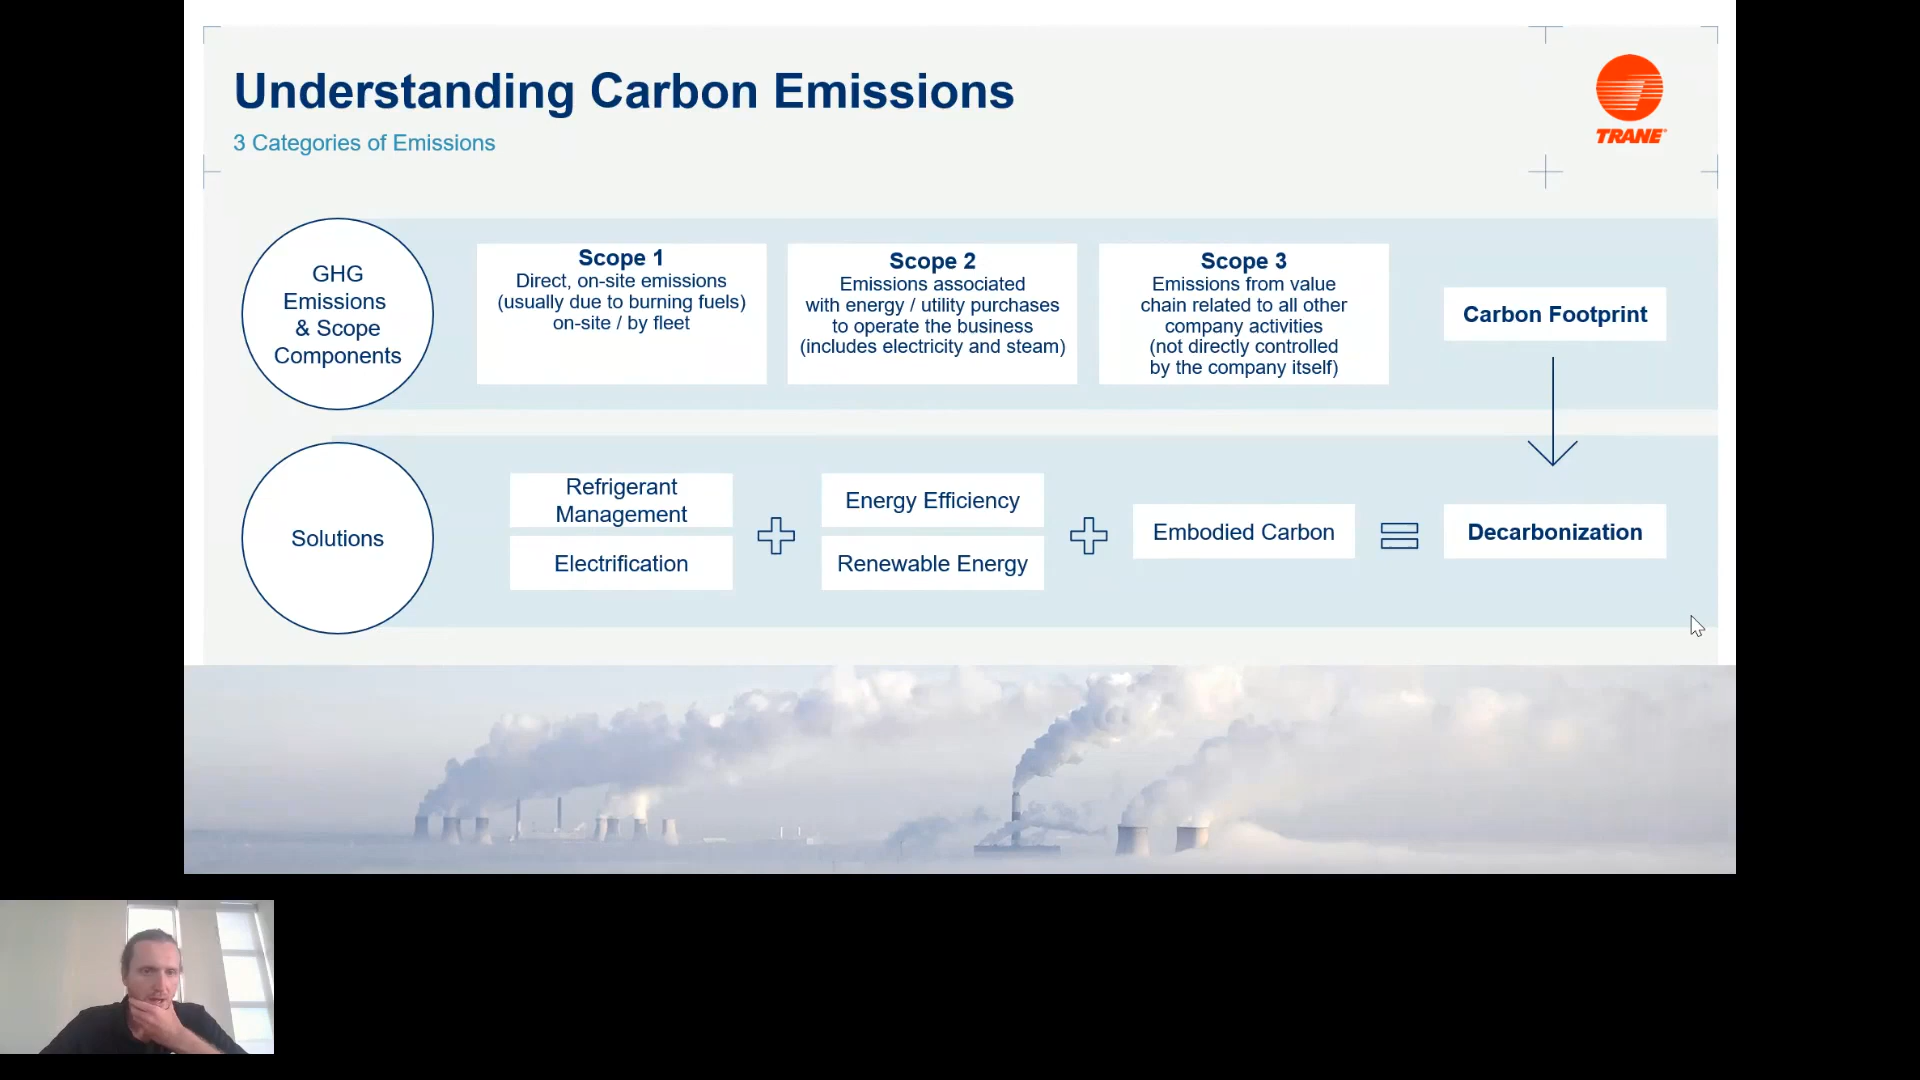 Understanding Carbon Emissions
3 Categories of Emissions
TRANE
GHG
Emissions
& Scope
Components
Scope 1
Direct, on-site emissions
(usually due to burning fuels)
on-site / by fleet
Scope 2
Emissions associated
with energy / utility purchases
to operate the business
(includes electricity and steam)
Scope 3
Emissions from value
chain related to all other
company activities
(not directly controlled
by the company itself)
Carbon Footprint
Solutions
Refrigerant
Management
Electrification
Energy Efficiency
Renewable Energy
Embodied Carbon
Decarbonization